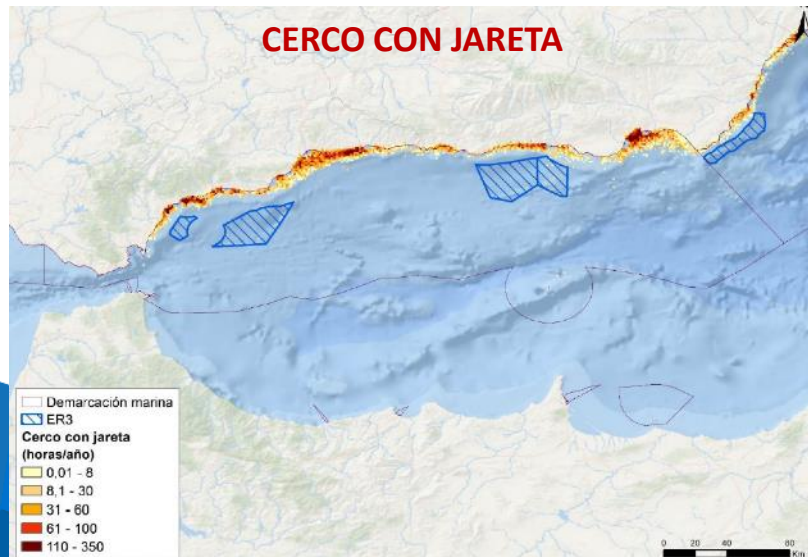 CERCO CON JARETA
Demarcación marina
ER3
Cerco con jareta
(horas/año)
0,01 - 8
8,1 - 30
31 - 60
61 - 100
110 - 350
0 20 40 80
Km